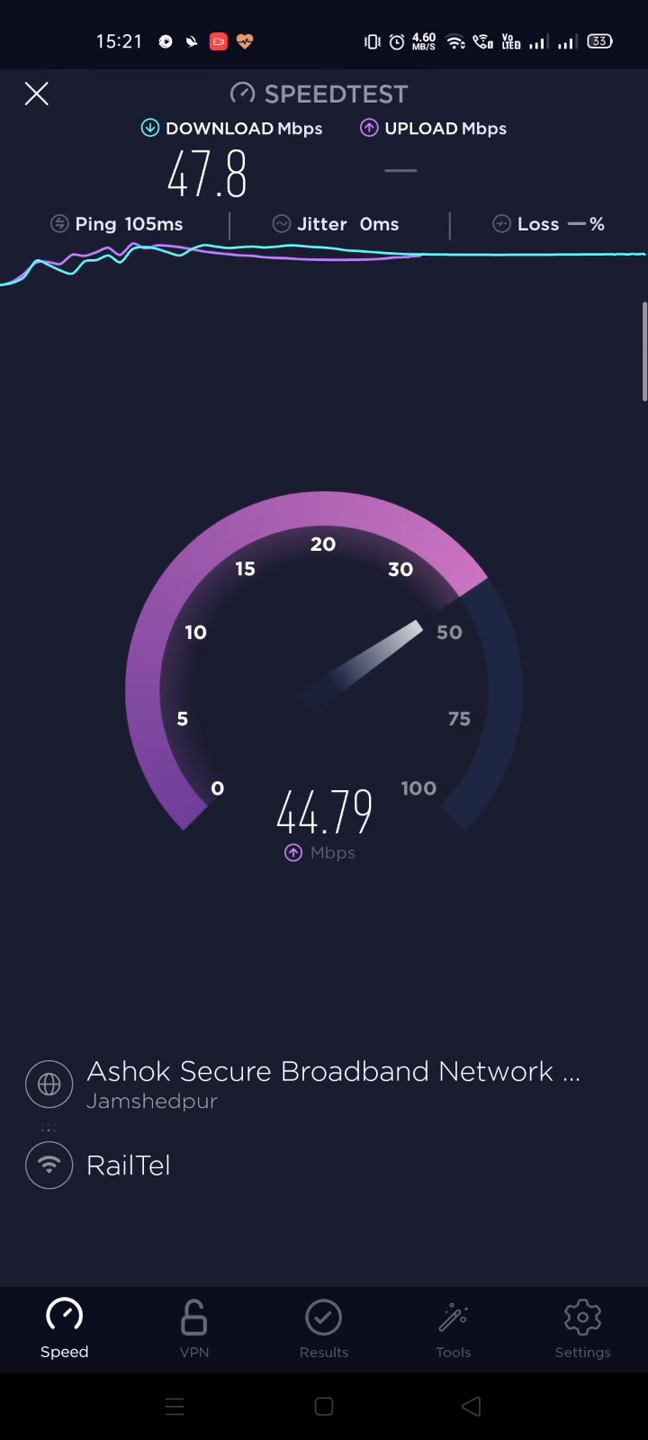 15:21 4.60 MB/S Vo LTE 33
SPEEDTEST
DOWNLOAD Mbps UPLOAD Mbps
47.8 —
Ping 105ms Jitter 0ms Loss — %
20
15 30
10 50
5 75
0 100
44.79
Mbps
Ashok Secure Broadband Network ...
Jamshedpur
RailTel
Speed VPN Results Tools Settings